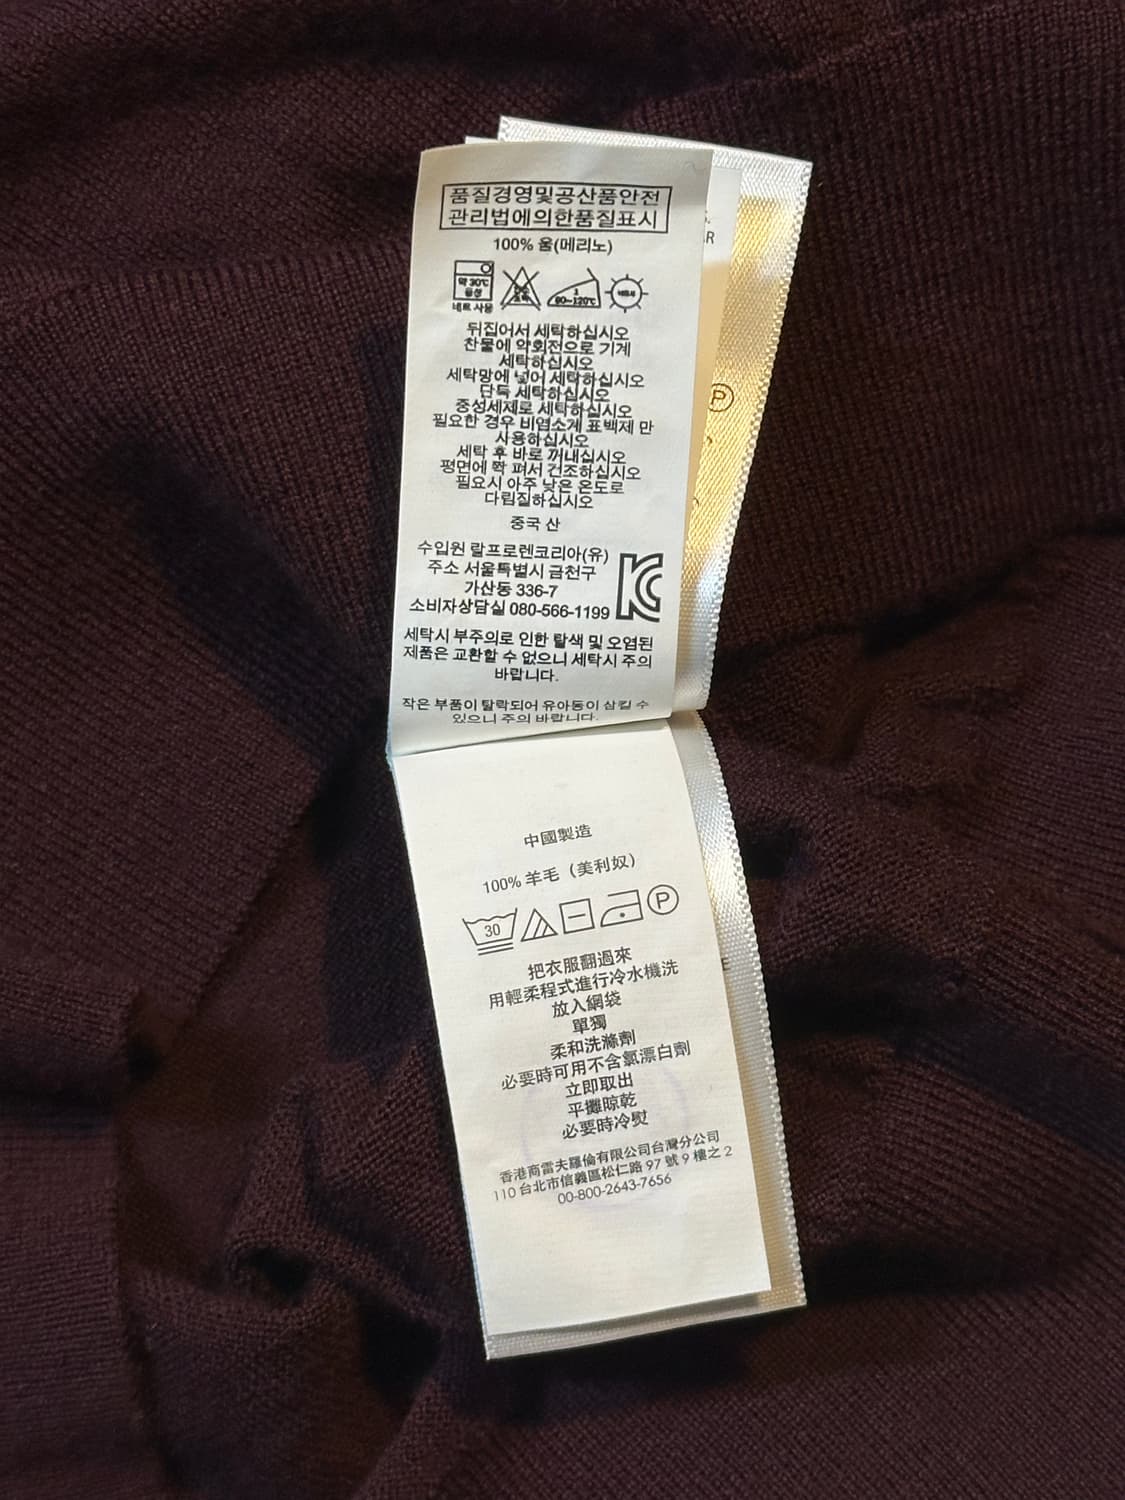 품질경영및공산품안전
관리법에의한품질표시
100% 울(메리노)
약 30℃
중성
네트 사용
1
80~120℃
뒤집어서 세탁하십시오
찬물에 약회전으로 기계
세탁하십시오
세탁망에 넣어 세탁하십시오
단독 세탁하십시오
중성세제로 세탁하십시오
필요한 경우 비염소계 표백제 만
사용하십시오
세탁 후 바로 꺼내십시오
평면에 쫙 펴서 건조하십시오
필요시 아주 낮은 온도로
다림질하십시오
중국 산
수입원 랄프로렌코리아(유)
주소 서울특별시 금천구
가산동 336-7
소비자상담실 080-566-1199
세탁시 부주의로 인한 탈색 및 오염된
제품은 교환할 수 없으니 세탁시 주의
바랍니다.
작은 부품이 탈락되어 유아동이 삼킬 수
있으니 주의 바랍니다.
R
P
中國製造
100% 羊毛（美利奴）
30
P
把衣服翻過來
用輕柔程式進行冷水機洗
放入網袋
單獨
柔和洗滌劑
必要時可用不含氯漂白劑
立即取出
平攤晾乾
必要時冷熨
香港商雷夫羅倫有限公司台灣分公司
110 台北市信義區松仁路 97 號 9 樓之 2
00-800-2643-7656